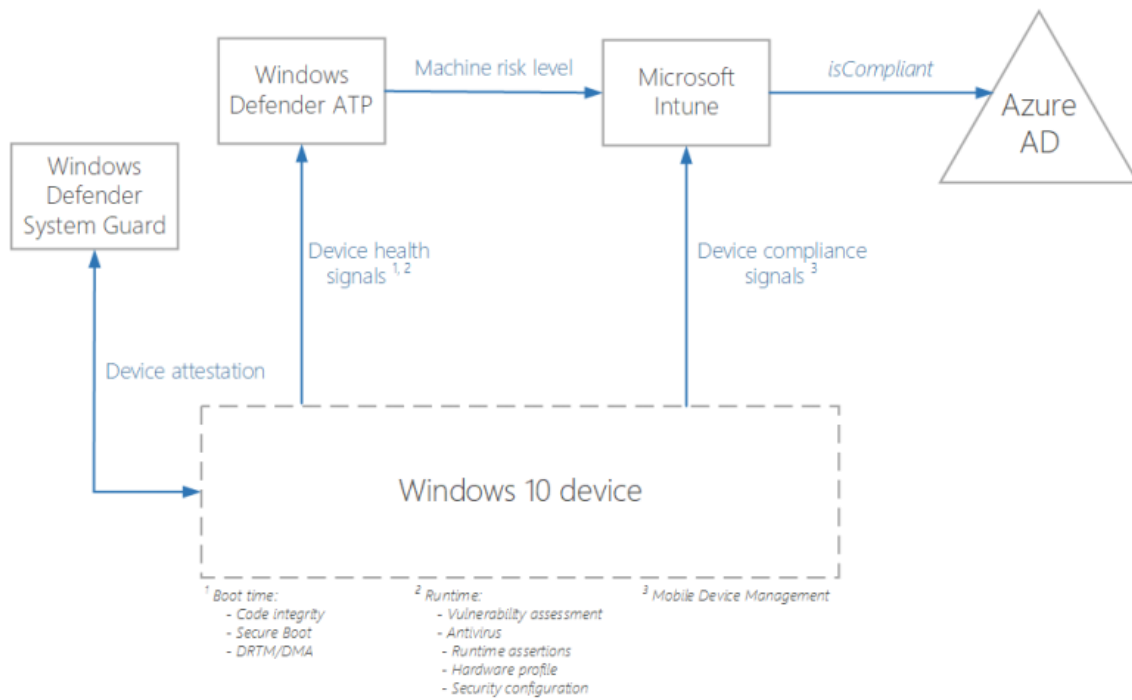 Windows
Defender ATP
Machine risk level
Microsoft
Intune
isCompliant
Azure
AD
Windows
Defender
System Guard
Device health
signals 1, 2
Device compliance
signals 3
Device attestation
Windows 10 device
1 Boot time:
- Code integrity
- Secure Boot
- DRTM/DMA
2 Runtime:
- Vulnerability assessment
- Antivirus
- Runtime assertions
- Hardware profile
- Security configuration
3 Mobile Device Management